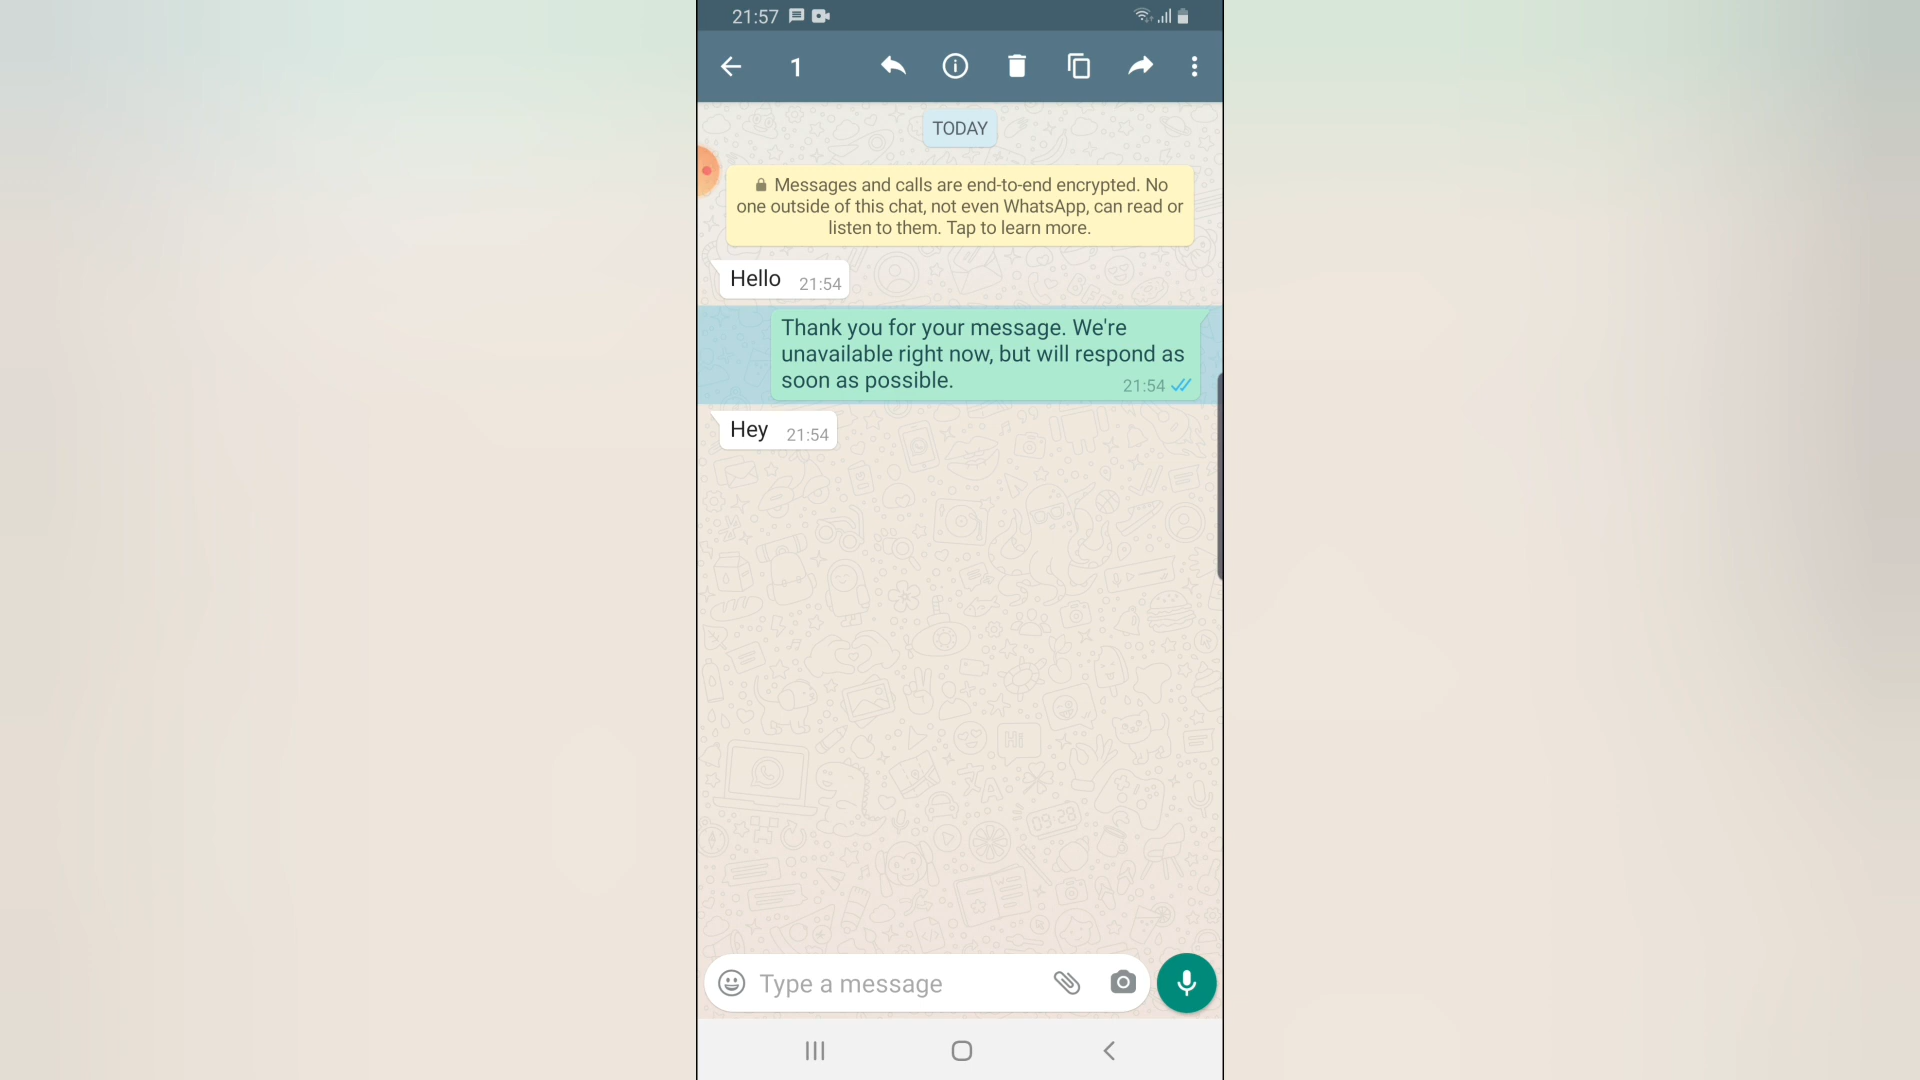 21:57
1
TODAY
Messages and calls are end-to-end encrypted. No
one outside of this chat, not even WhatsApp, can read or
listen to them. Tap to learn more.
Hello 21:54
Thank you for your message. We're
unavailable right now, but will respond as
soon as possible. 21:54
Hey 21:54
Hi
09:28
Type a message